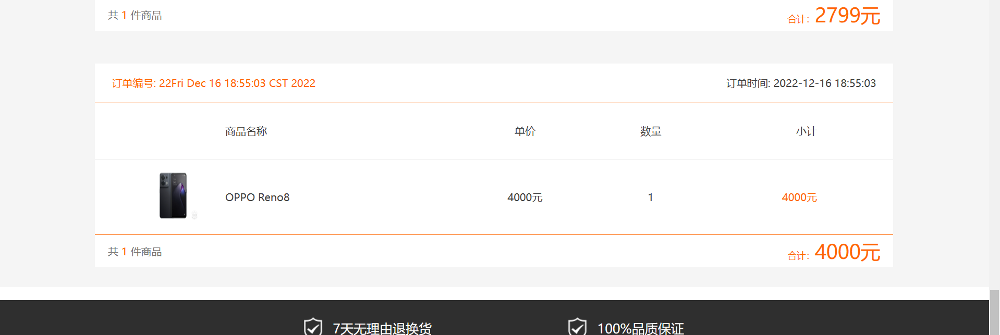 共 1 件商品 合计: 2799元
订单编号: 22Fri Dec 16 18:55:03 CST 2022 订单时间: 2022-12-16 18:55:03
商品名称 单价 数量 小计
OPPO Reno8 4000元 1 4000元
共 1 件商品 合计: 4000元
7天无理由退换货 100%品质保证